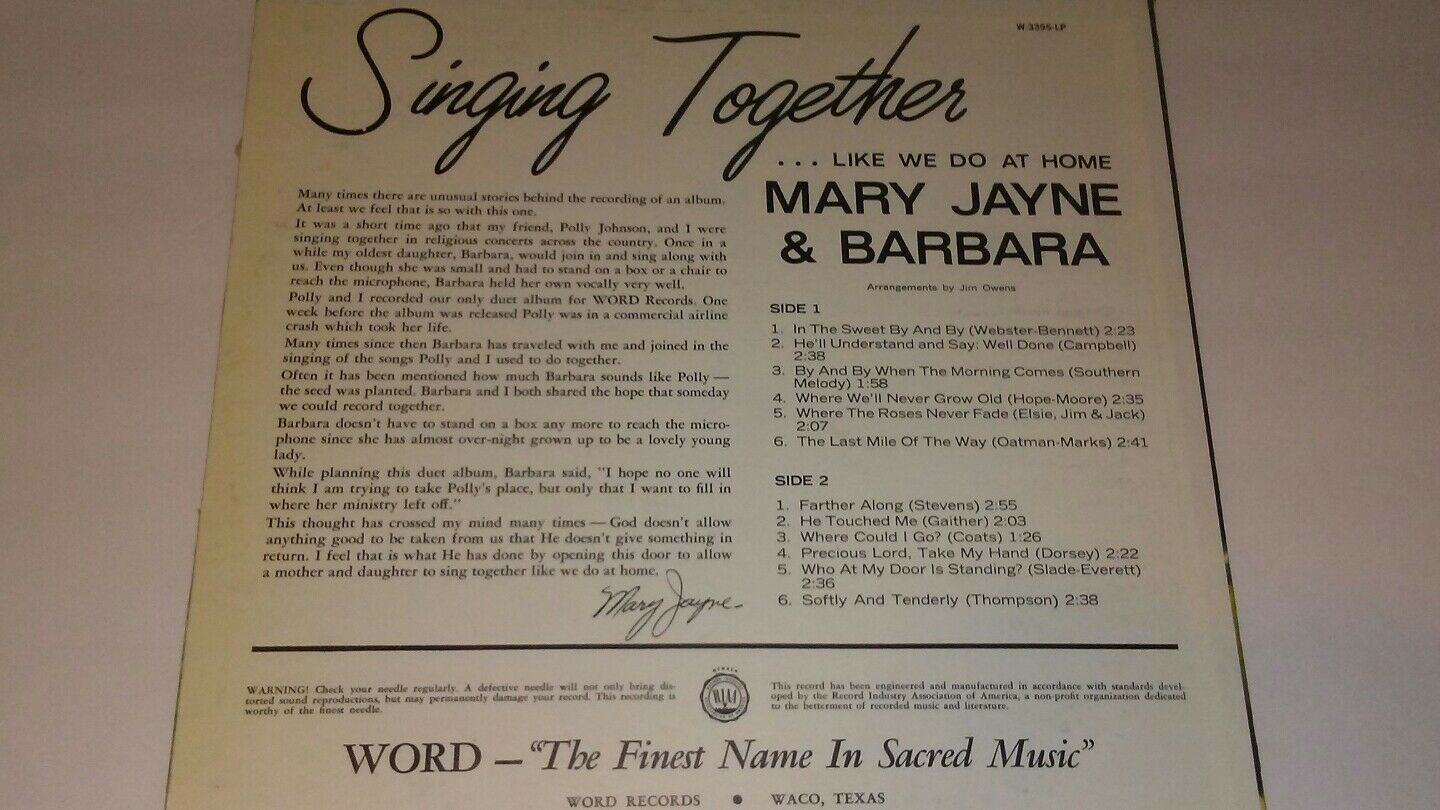 W-3395-LP
Singing Together
... LIKE WE DO AT HOME
MARY JAYNE
& BARBARA
Arrangements by Jim Owens
Many times there are unusual stories behind the recording of an album.
At least we feel that is so with this one.
It was a short time ago that my friend, Polly Johnson, and I were
singing together in religious concerts across the country. Once in a
while my oldest daughter, Barbara, would join in and sing along with
us. Even though she was small and had to stand on a box or a chair to
reach the microphone, Barbara held her own vocally very well.
Polly and I recorded our only duet album for WORD Records. One
week before the album was released Polly was in a commercial airline
crash which took her life.
Many times since then Barbara has traveled with me and joined in the
singing of the songs Polly and I used to do together.
Often it has been mentioned how much Barbara sounds like Polly —
the seed was planted. Barbara and I both shared the hope that someday
we could record together.
Barbara doesn't have to stand on a box any more to reach the micro-
phone since she has almost over-night grown up to be a lovely young
lady.
While planning this duet album, Barbara said, "I hope no one will
think I am trying to take Polly's place, but only that I want to fill in
where her ministry left off."
This thought has crossed my mind many times — God doesn't allow
anything good to be taken from us that He doesn't give something in
return. I feel that is what He has done by opening this door to allow
a mother and daughter to sing together like we do at home.
Mary Jayne
SIDE 1
1. In The Sweet By And By (Webster-Bennett) 2:23
2. He'll Understand and Say: Well Done (Campbell)
2:38
3. By And By When The Morning Comes (Southern
Melody) 1:58
4. Where We'll Never Grow Old (Hope-Moore) 2:35
5. Where The Roses Never Fade (Elsie, Jim & Jack)
2:07
6. The Last Mile Of The Way (Oatman-Marks) 2:41
SIDE 2
1. Farther Along (Stevens) 2:55
2. He Touched Me (Gaither) 2:03
3. Where Could I Go? (Coats) 1:26
4. Precious Lord, Take My Hand (Dorsey) 2:22
5. Who At My Door Is Standing? (Slade-Everett)
2:36
6. Softly And Tenderly (Thompson) 2:38
WARNING! Check your needle regularly. A defective needle will not only bring dis-
torted sound reproductions, but may permanently damage your record. This recording is
worthy of the finest needle.
MEMBER
RIAA
This record has been engineered and manufactured in accordance with standards devel-
oped by the Record Industry Association of America, a non-profit organization dedicated
to the betterment of recorded music and literature.
WORD — "The Finest Name In Sacred Music"
WORD RECORDS • WACO, TEXAS